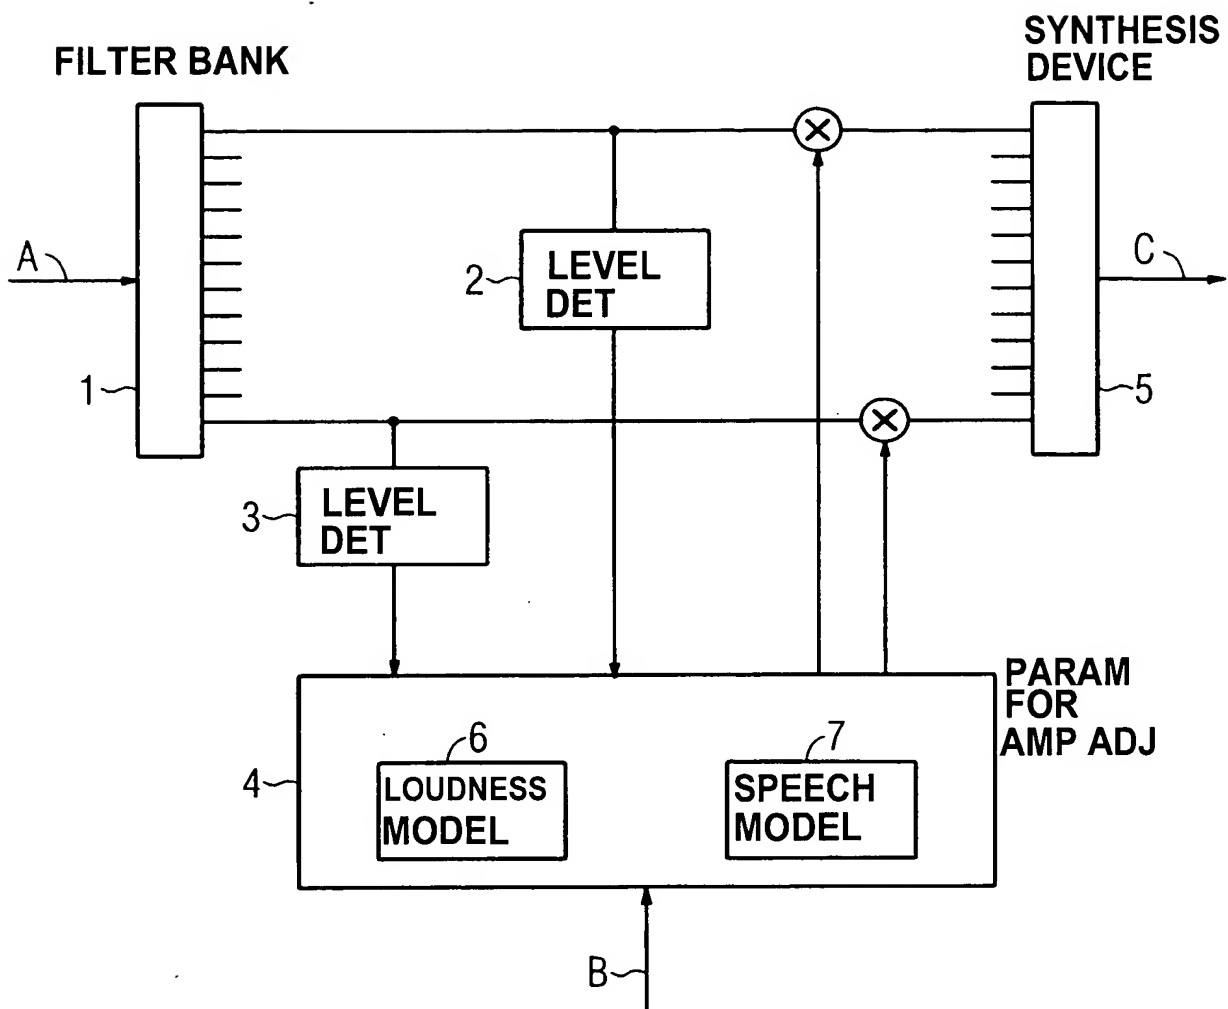 FILTER BANK
SYNTHESIS
DEVICE
A
1
2
LEVEL
DET
C
5
3
LEVEL
DET
PARAM
FOR
AMP ADJ
4
6
LOUDNESS
MODEL
7
SPEECH
MODEL
B